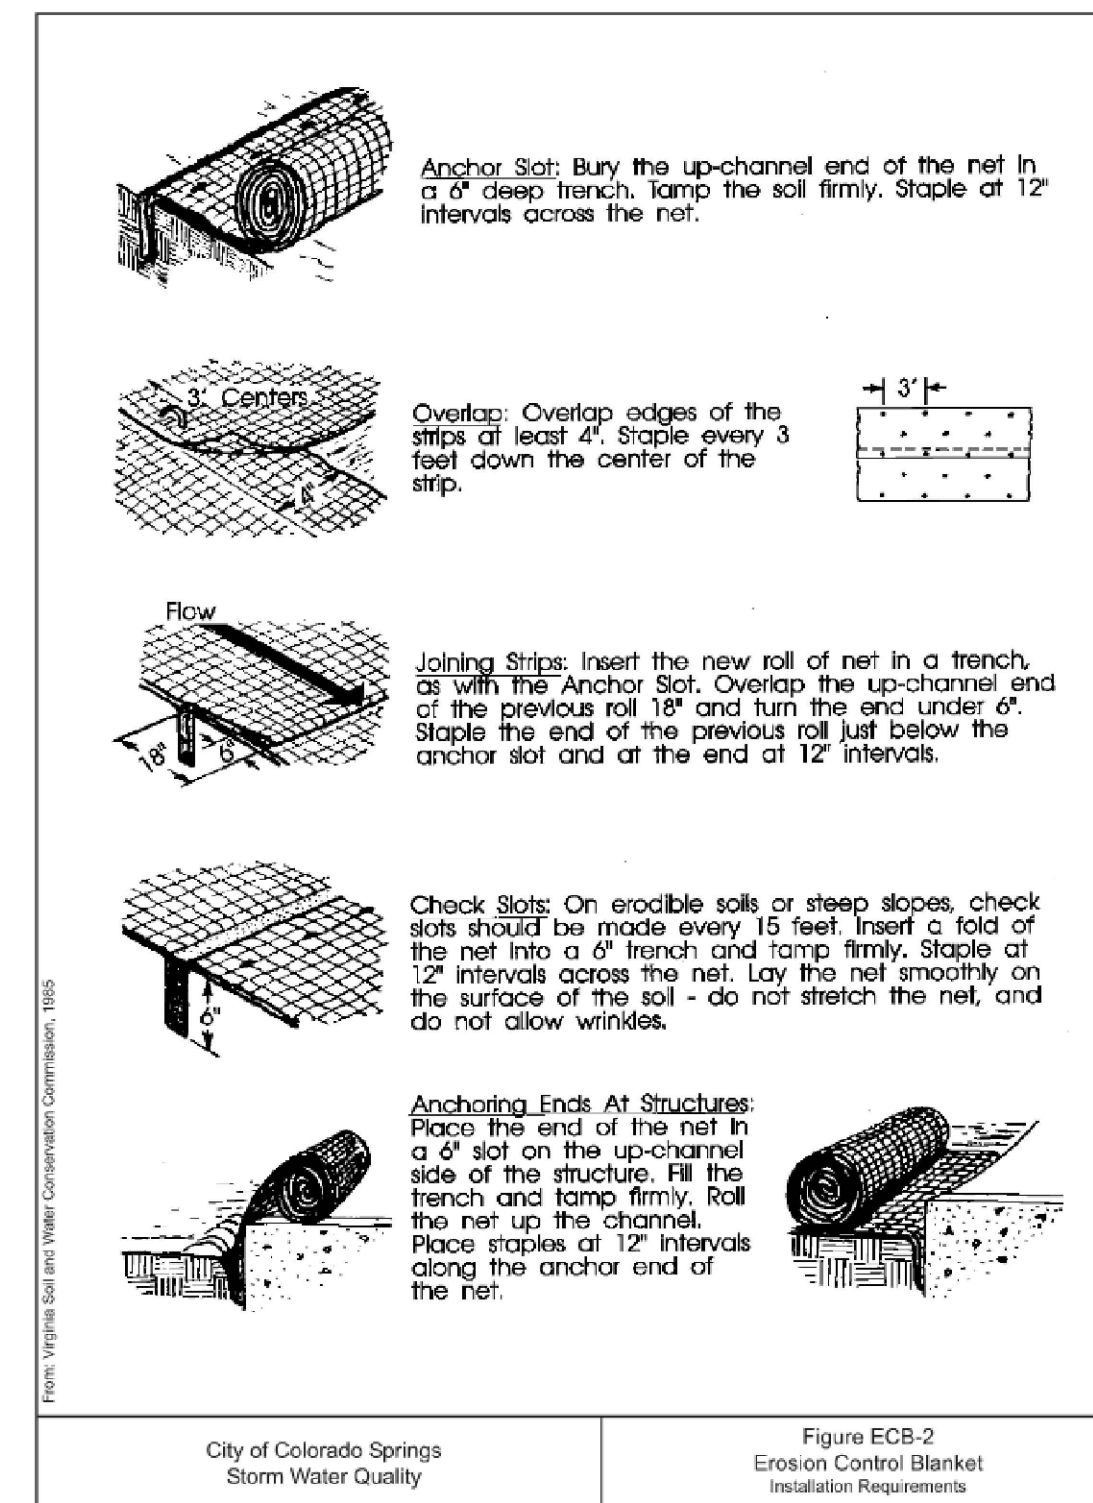 Anchor Slot: Bury the up-channel end of the net in
a 6" deep trench. Tamp the soil firmly. Staple at 12"
intervals across the net.
3' Centers
4"
Overlap: Overlap edges of the
strips at least 4". Staple every 3
feet down the center of the
strip.
3'
Flow
18"
6"
Joining Strips: Insert the new roll of net in a trench,
as with the Anchor Slot. Overlap the up-channel end
of the previous roll 18" and turn the end under 6".
Staple the end of the previous roll just below the
anchor slot and at the end at 12" intervals.
6"
Check Slots: On erodible soils or steep slopes, check
slots should be made every 15 feet. Insert a fold of
the net into a 6" trench and tamp firmly. Staple at
12" intervals across the net. Lay the net smoothly on
the surface of the soil - do not stretch the net, and
do not allow wrinkles.
Anchoring Ends At Structures:
Place the end of the net in
a 6" slot on the up-channel
side of the structure. Fill the
trench and tamp firmly. Roll
the net up the channel.
Place staples at 12" intervals
along the anchor end of
the net.
From: Virginia Soil and Water Conservation Commission, 1985
City of Colorado Springs
Storm Water Quality
Figure ECB-2
Erosion Control Blanket
Installation Requirements